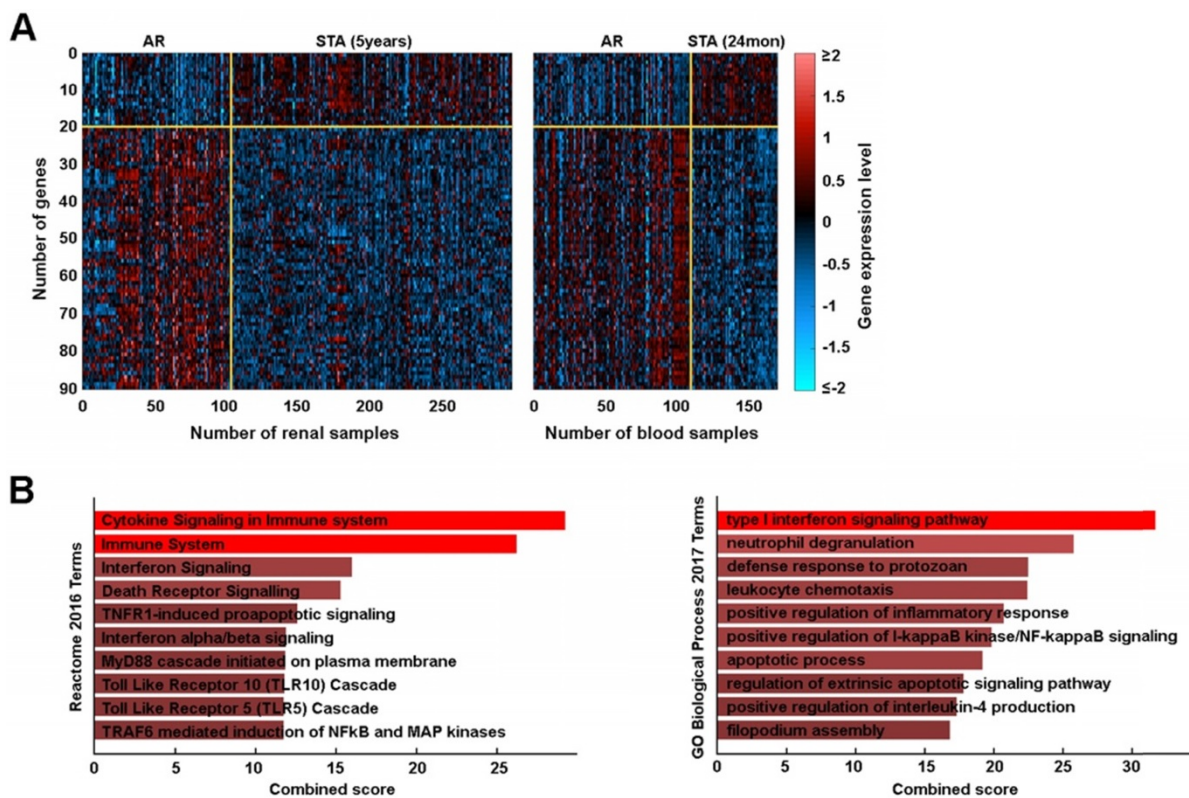 A
AR
STA (5years)
AR
STA (24mon)
Number of genes
0
10
20
30
40
50
60
70
80
90
0
50
100
150
200
250
Number of renal samples
0
50
100
150
Number of blood samples
≥2
1.5
1
0.5
0
-0.5
-1
-1.5
≤-2
Gene expression level
B
Reactome 2016 Terms
Cytokine Signaling in Immune system
Immune System
Interferon Signaling
Death Receptor Signalling
TNFR1-induced proapoptotic signaling
Interferon alpha/beta signaling
MyD88 cascade initiated on plasma membrane
Toll Like Receptor 10 (TLR10) Cascade
Toll Like Receptor 5 (TLR5) Cascade
TRAF6 mediated induction of NFkB and MAP kinases
0
5
10
15
20
25
Combined score
GO Biological Process 2017 Terms
type I interferon signaling pathway
neutrophil degranulation
defense response to protozoan
leukocyte chemotaxis
positive regulation of inflammatory response
positive regulation of I-kappaB kinase/NF-kappaB signaling
apoptotic process
regulation of extrinsic apoptotic signaling pathway
positive regulation of interleukin-4 production
filopodium assembly
0
5
10
15
20
25
30
Combined score